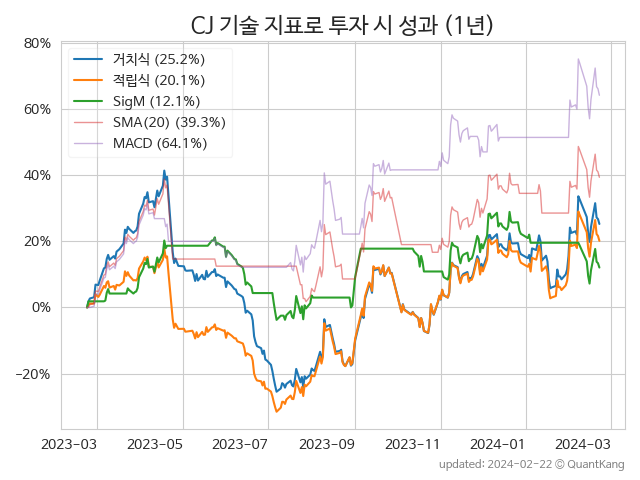 CJ 기술 지표로 투자 시 성과 (1년)
80%
60%
40%
20%
0%
−20%
거치식 (25.2%)
적립식 (20.1%)
SigM (12.1%)
SMA(20) (39.3%)
MACD (64.1%)
2023-03 2023-05 2023-07 2023-09 2023-11 2024-01 2024-03
updated: 2024-02-22 © QuantKang